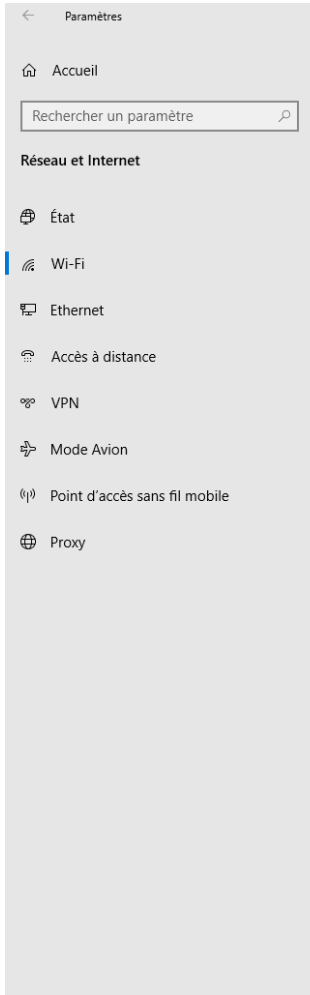 Paramètres
Accueil
Rechercher un paramètre
Réseau et Internet
État
Wi-Fi
Ethernet
Accès à distance
VPN
Mode Avion
Point d’accès sans fil mobile
Proxy